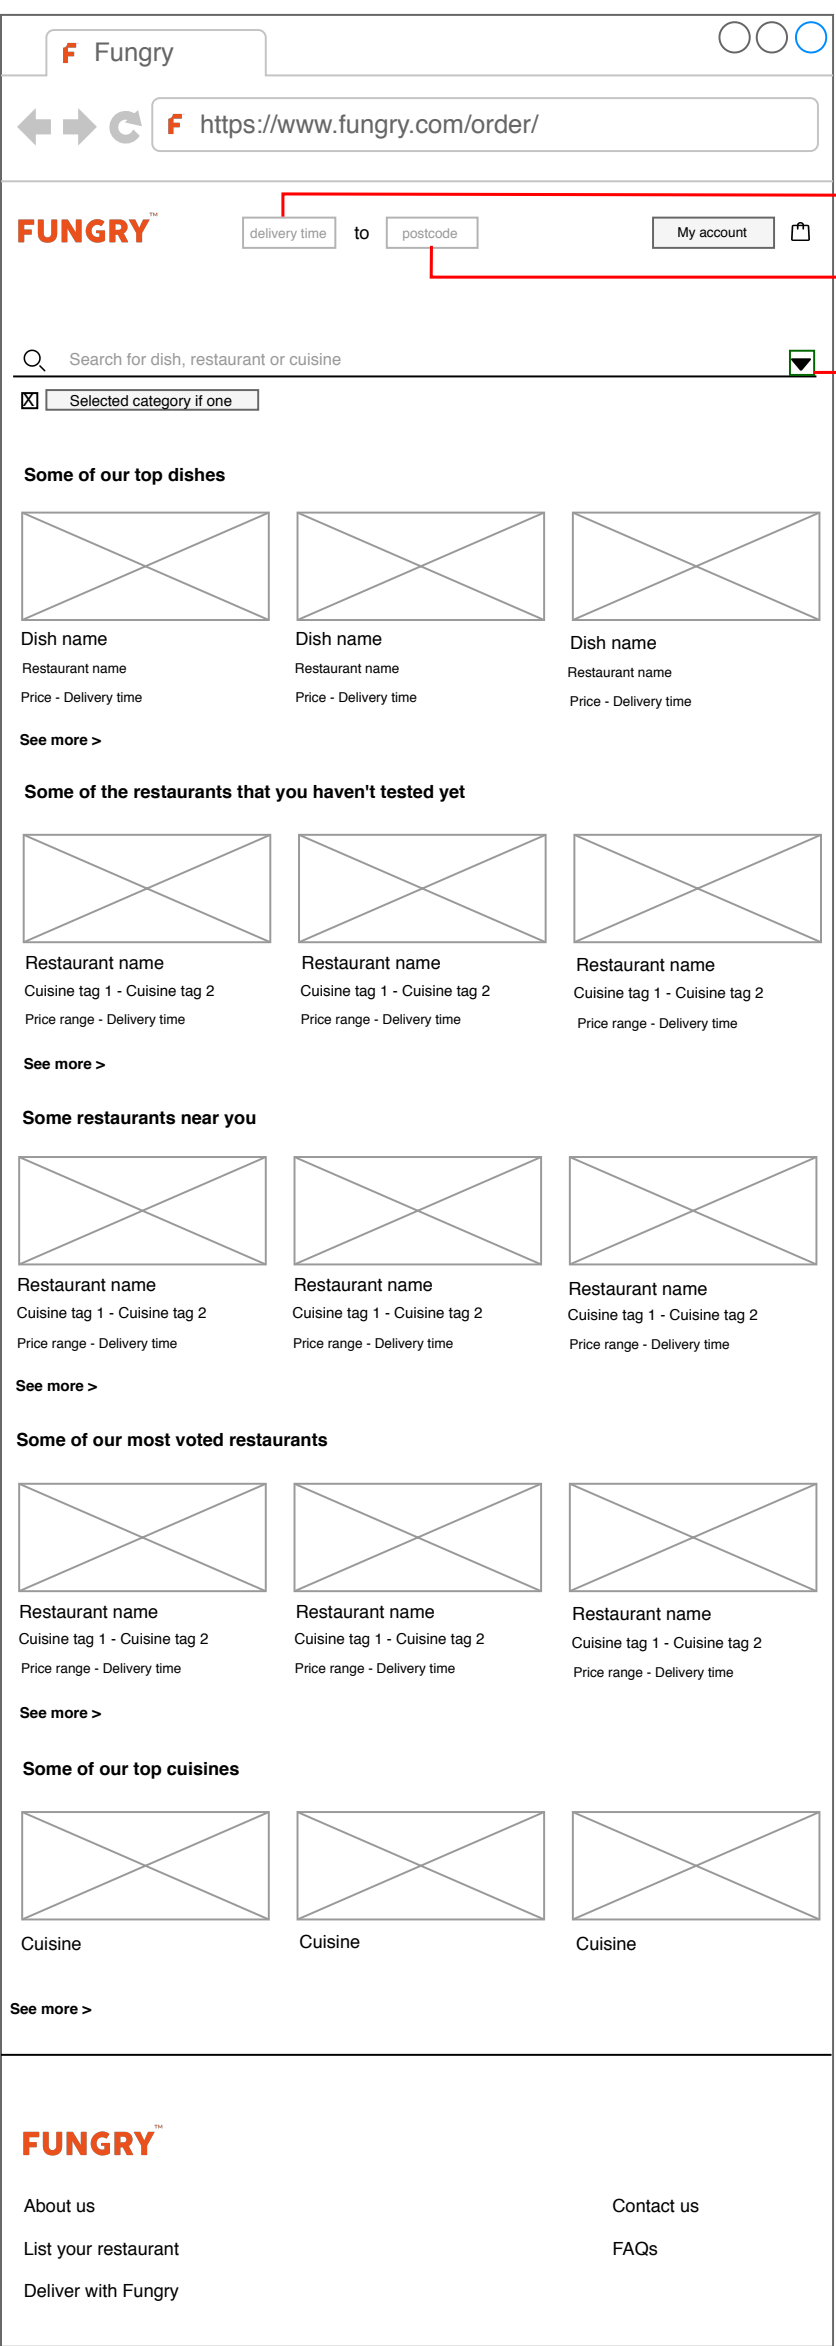 Fungry
https://www.fungry.com/order/
FUNGRY™ delivery time to postcode My account
Search for dish, restaurant or cuisine
X Selected category if one
Some of our top dishes
Dish name Dish name Dish name
Restaurant name Restaurant name Restaurant name
Price - Delivery time Price - Delivery time Price - Delivery time
See more >
Some of the restaurants that you haven't tested yet
Restaurant name Restaurant name Restaurant name
Cuisine tag 1 - Cuisine tag 2 Cuisine tag 1 - Cuisine tag 2 Cuisine tag 1 - Cuisine tag 2
Price range - Delivery time Price range - Delivery time Price range - Delivery time
See more >
Some restaurants near you
Restaurant name Restaurant name Restaurant name
Cuisine tag 1 - Cuisine tag 2 Cuisine tag 1 - Cuisine tag 2 Cuisine tag 1 - Cuisine tag 2
Price range - Delivery time Price range - Delivery time Price range - Delivery time
See more >
Some of our most voted restaurants
Restaurant name Restaurant name Restaurant name
Cuisine tag 1 - Cuisine tag 2 Cuisine tag 1 - Cuisine tag 2 Cuisine tag 1 - Cuisine tag 2
Price range - Delivery time Price range - Delivery time Price range - Delivery time
See more >
Some of our top cuisines
Cuisine Cuisine Cuisine
See more >
FUNGRY™
About us Contact us
List your restaurant FAQs
Deliver with Fungry